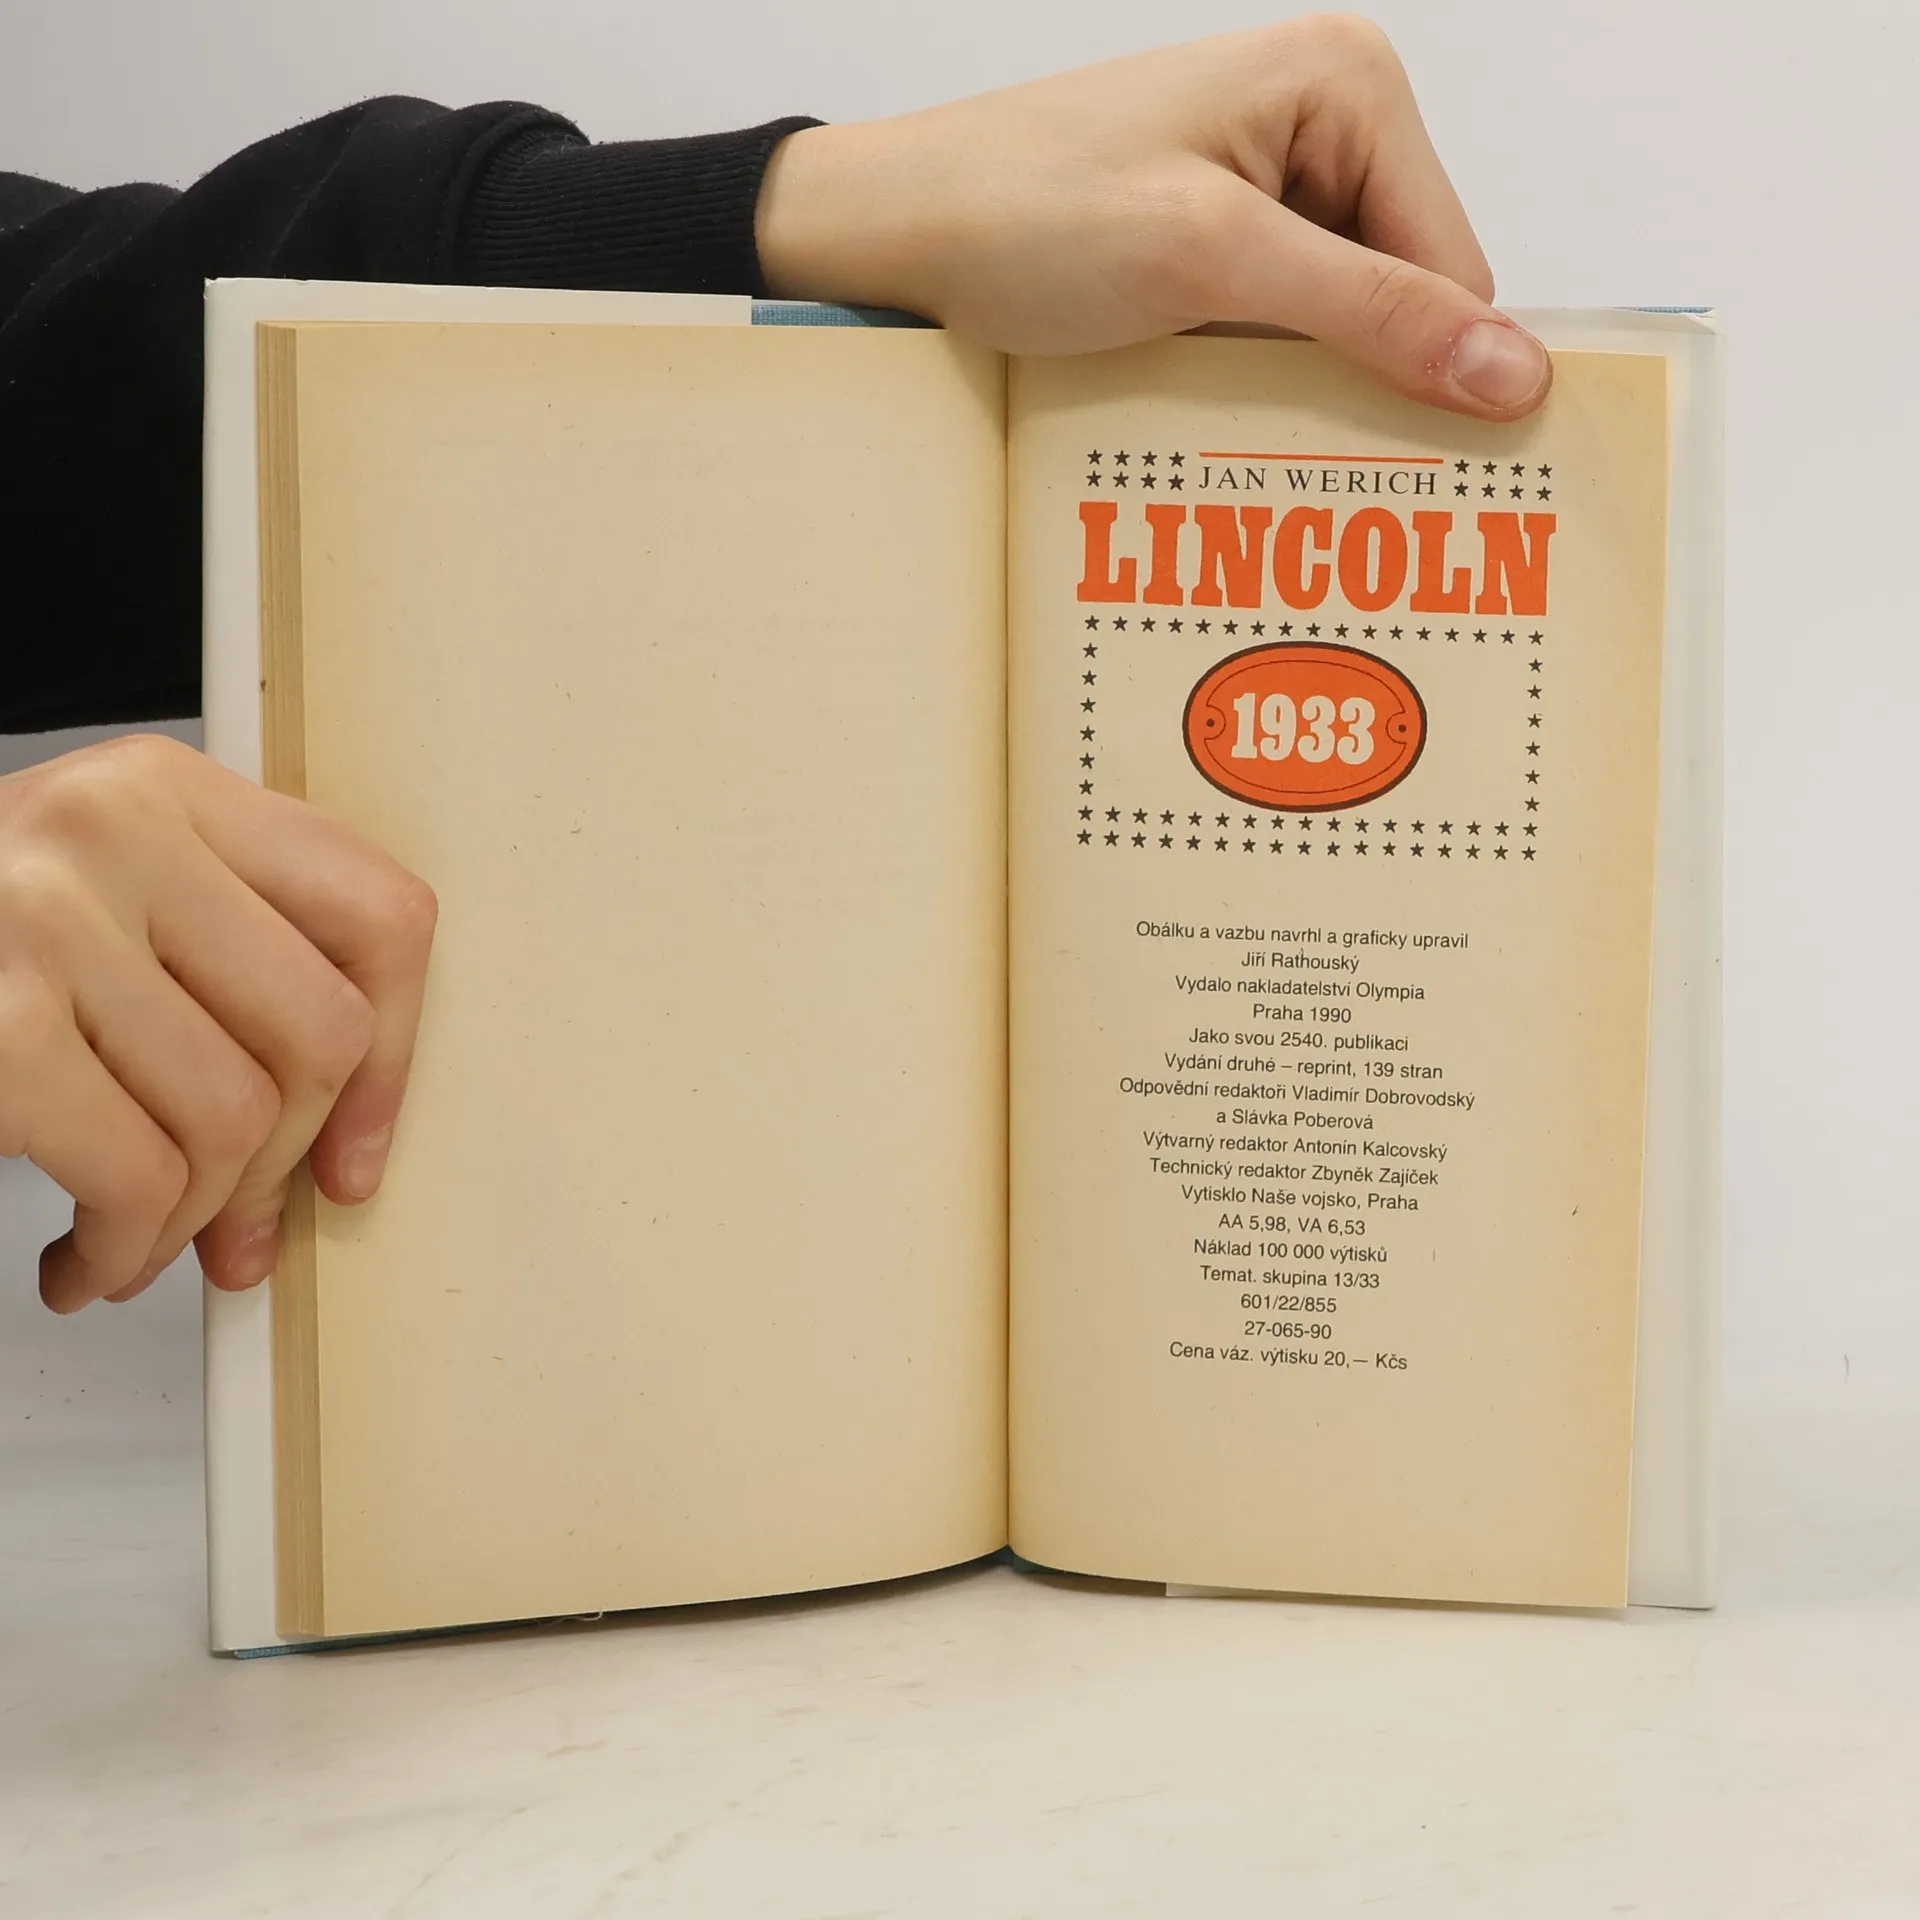 JAN WERICH
LINCOLN
1933
Obálku a vazbu navrhl a graficky upravil
Jiří Rathouský
Vydalo nakladatelství Olympia
Praha 1990
Jako svou 2540. publikaci
Vydání druhé – reprint, 139 stran
Odpovědní redaktoři Vladimír Dobrovodský
a Slávka Poberová
Výtvarný redaktor Antonín Kalcovský
Technický redaktor Zbyněk Zajíček
Vytisklo Naše vojsko, Praha
AA 5,98, VA 6,53
Náklad 100 000 výtisků
Temat. skupina 13/33
601/22/855
27-065-90
Cena váz. výtisku 20,— Kčs